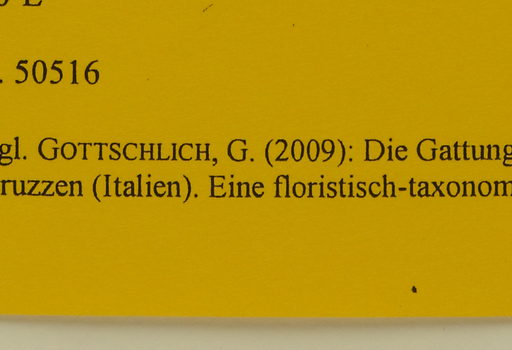 . 50516
gl. GOTTSCHLICH, G. (2009): Die Gattung
ruzzen (Italien). Eine floristisch-taxonom